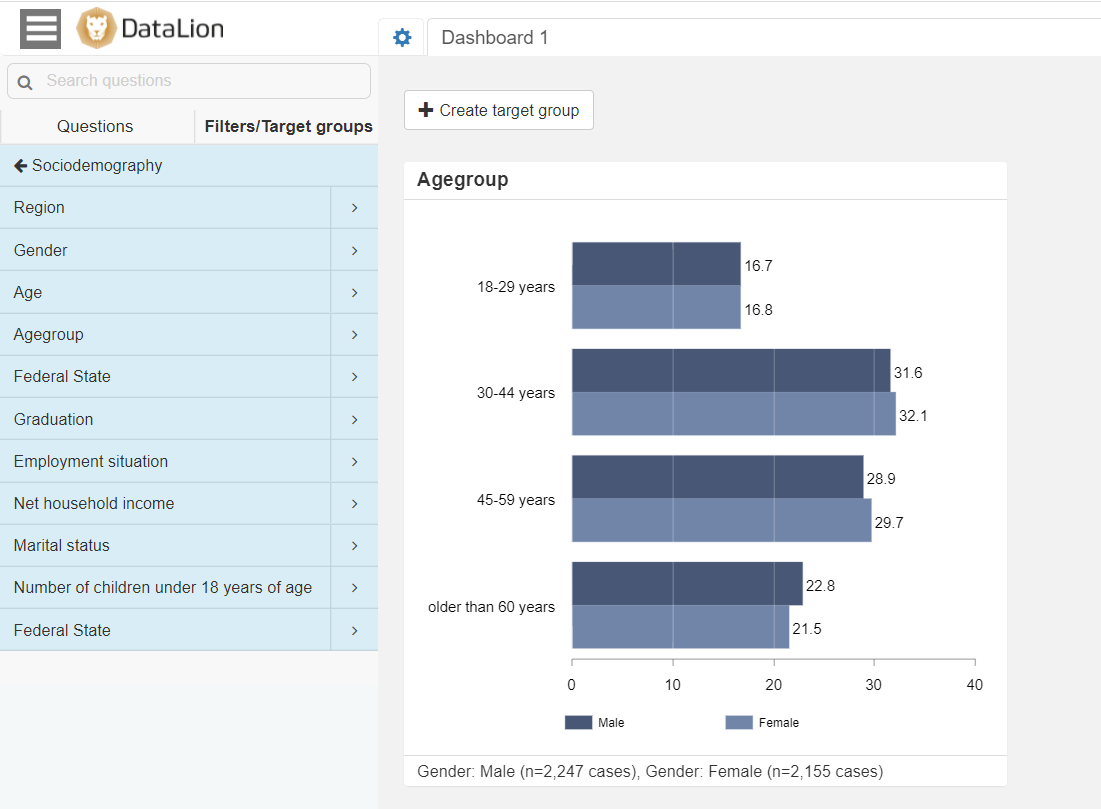 DataLion
Dashboard 1
Search questions
Questions
Filters/Target groups
Sociodemography
Region
Gender
Age
Agegroup
Federal State
Graduation
Employment situation
Net household income
Marital status
Number of children under 18 years of age
Federal State
Create target group
Agegroup
18-29 years
16.7
16.8
30-44 years
31.6
32.1
45-59 years
28.9
29.7
older than 60 years
22.8
21.5
0 10 20 30 40
Male Female
Gender: Male (n=2,247 cases), Gender: Female (n=2,155 cases)